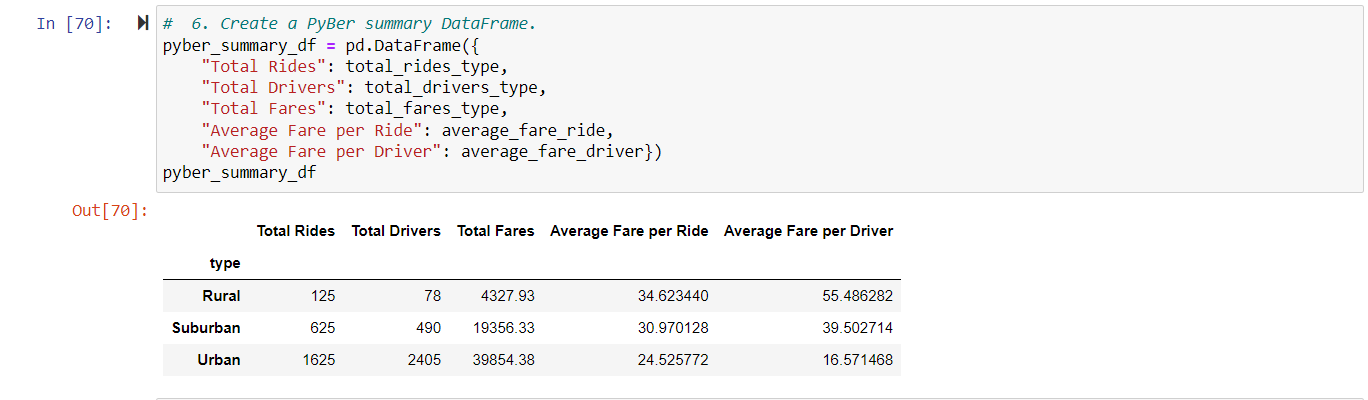 In [70]:
#  6. Create a PyBer summary DataFrame.
pyber_summary_df = pd.DataFrame({
    "Total Rides": total_rides_type,
    "Total Drivers": total_drivers_type,
    "Total Fares": total_fares_type,
    "Average Fare per Ride": average_fare_ride,
    "Average Fare per Driver": average_fare_driver})
pyber_summary_df
Out[70]:
Total Rides Total Drivers Total Fares Average Fare per Ride Average Fare per Driver
type
Rural 125 78 4327.93 34.623440 55.486282
Suburban 625 490 19356.33 30.970128 39.502714
Urban 1625 2405 39854.38 24.525772 16.571468